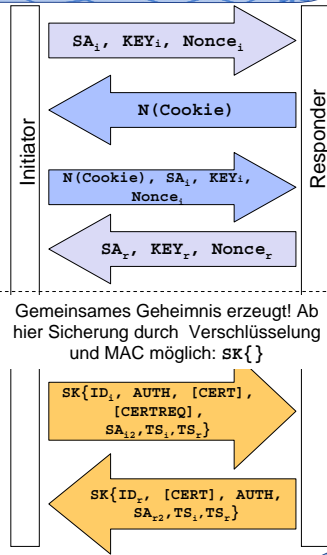 SAi, KEYi, Noncei
N(Cookie)
Initiator
Responder
N(Cookie), SAi, KEYi,
Noncei
SAr, KEYr, Noncer
Gemeinsames Geheimnis erzeugt! Ab
hier Sicherung durch Verschlüsselung
und MAC möglich: SK{}
SK{IDi, AUTH, [CERT],
[CERTREQ],
SAi2,TSi,TSr}
SK{IDr, [CERT], AUTH,
SAr2,TSi,TSr}